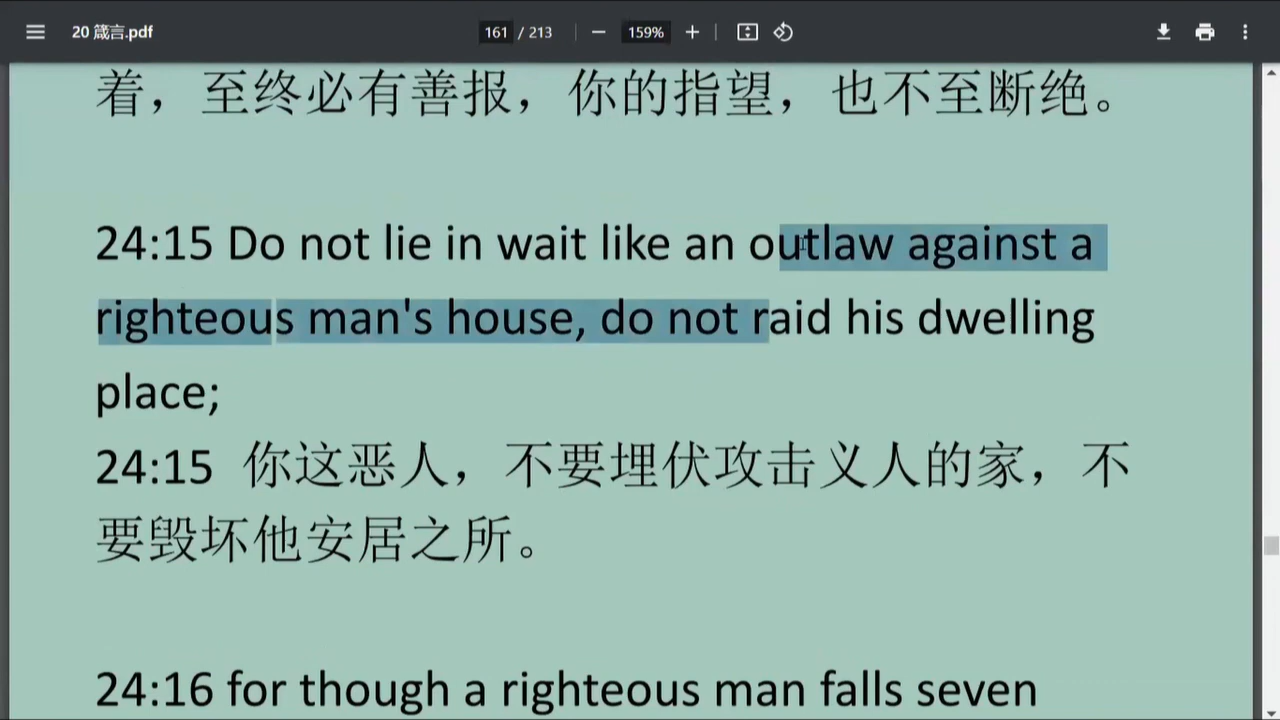 20 箴言.pdf
161 / 213
159%
着，至终必有善报，你的指望，也不至断绝。
24:15 Do not lie in wait like an outlaw against a
righteous man's house, do not raid his dwelling
place;
24:15 你这恶人，不要埋伏攻击义人的家，不
要毁坏他安居之所。
24:16 for though a righteous man falls seven